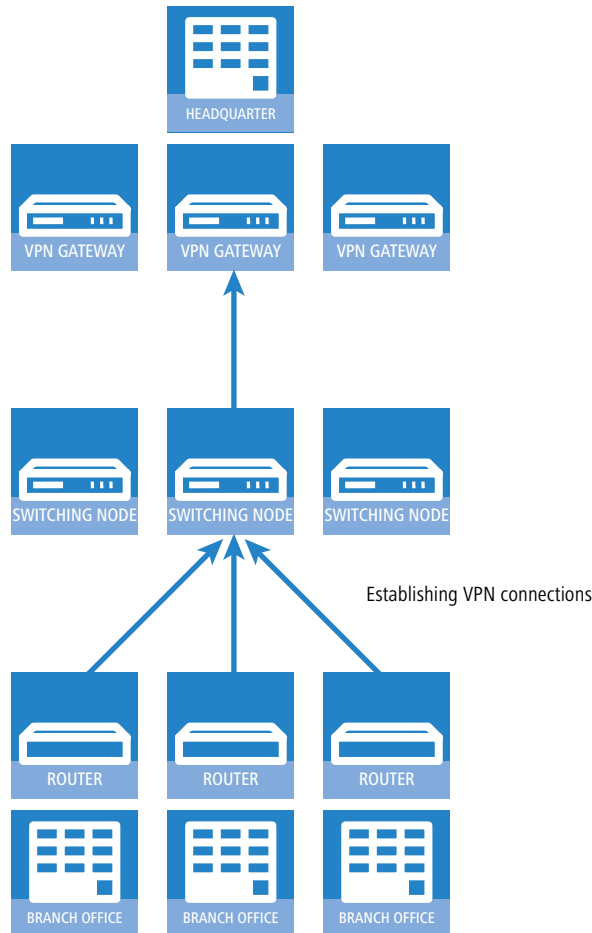 HEADQUARTER
VPN GATEWAY
VPN GATEWAY
VPN GATEWAY
SWITCHING NODE
SWITCHING NODE
SWITCHING NODE
Establishing VPN connections
ROUTER
ROUTER
ROUTER
BRANCH OFFICE
BRANCH OFFICE
BRANCH OFFICE